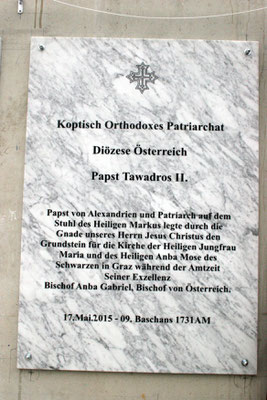 Koptisch Orthodoxes Patriarchat
Diözese Österreich
Papst Tawadros II.
Papst von Alexandrien und Patriarch auf dem
Stuhl des Heiligen Markus legte durch die
Gnade unseres Herrn Jesus Christus den
Grundstein für die Kirche der Heiligen Jungfrau
Maria und des Heiligen Anba Mose des
Schwarzen in Graz während der Amtzeit
Seiner Exzellenz
Bischof Anba Gabriel, Bischof von Österreich.
17.Mai.2015 - 09. Baschans 1731AM